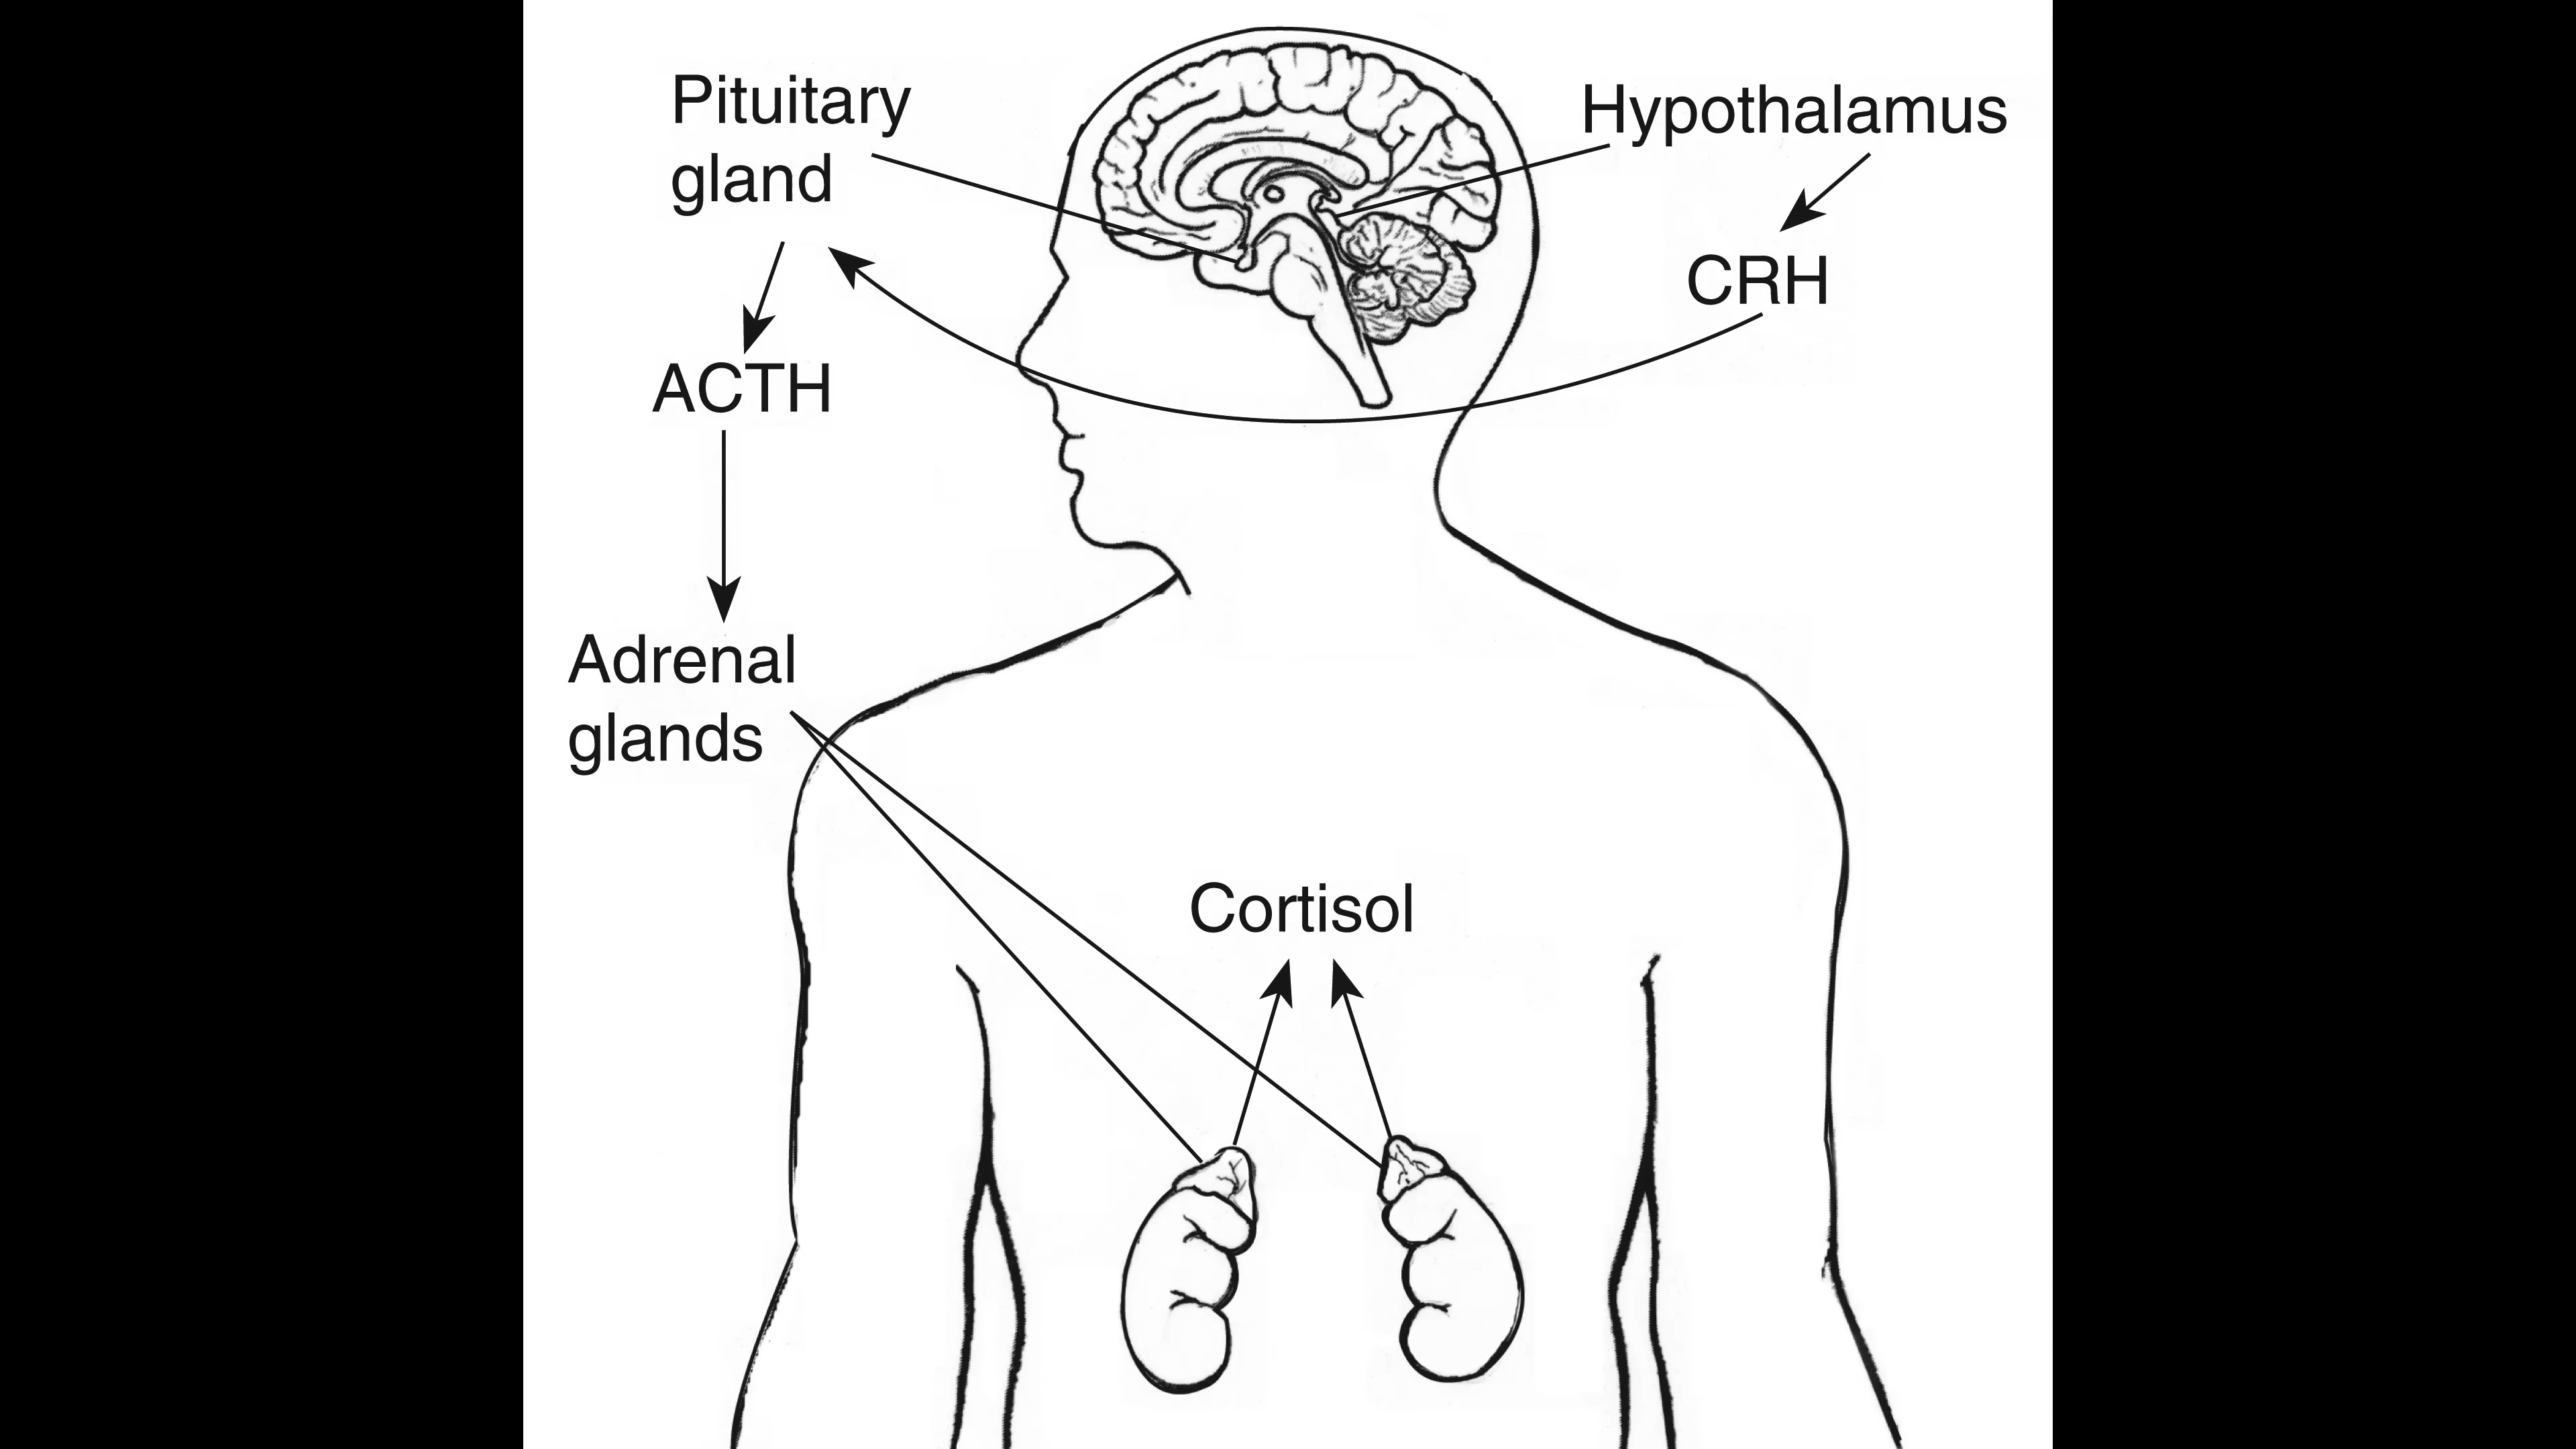 Pituitary
gland
Hypothalamus
CRH
ACTH
Adrenal
glands
Cortisol